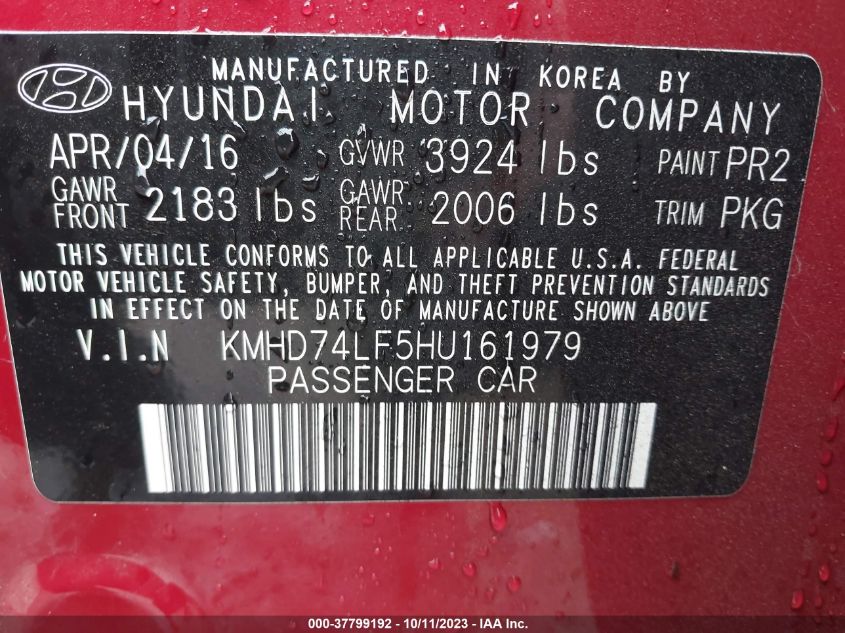 MANUFACTURED IN KOREA BY
HYUNDAI MOTOR COMPANY
APR/04/16 GVWR 3924 lbs PAINT PR2
GAWR FRONT 2183 lbs GAWR REAR 2006 lbs TRIM PKG
THIS VEHICLE CONFORMS TO ALL APPLICABLE U.S.A. FEDERAL
MOTOR VEHICLE SAFETY, BUMPER, AND THEFT PREVENTION STANDARDS
IN EFFECT ON THE DATE OF MANUFACTURE SHOWN ABOVE
V.I.N KMHD74LF5HU161979
PASSENGER CAR
000-37799192 - 10/11/2023 - IAA Inc.